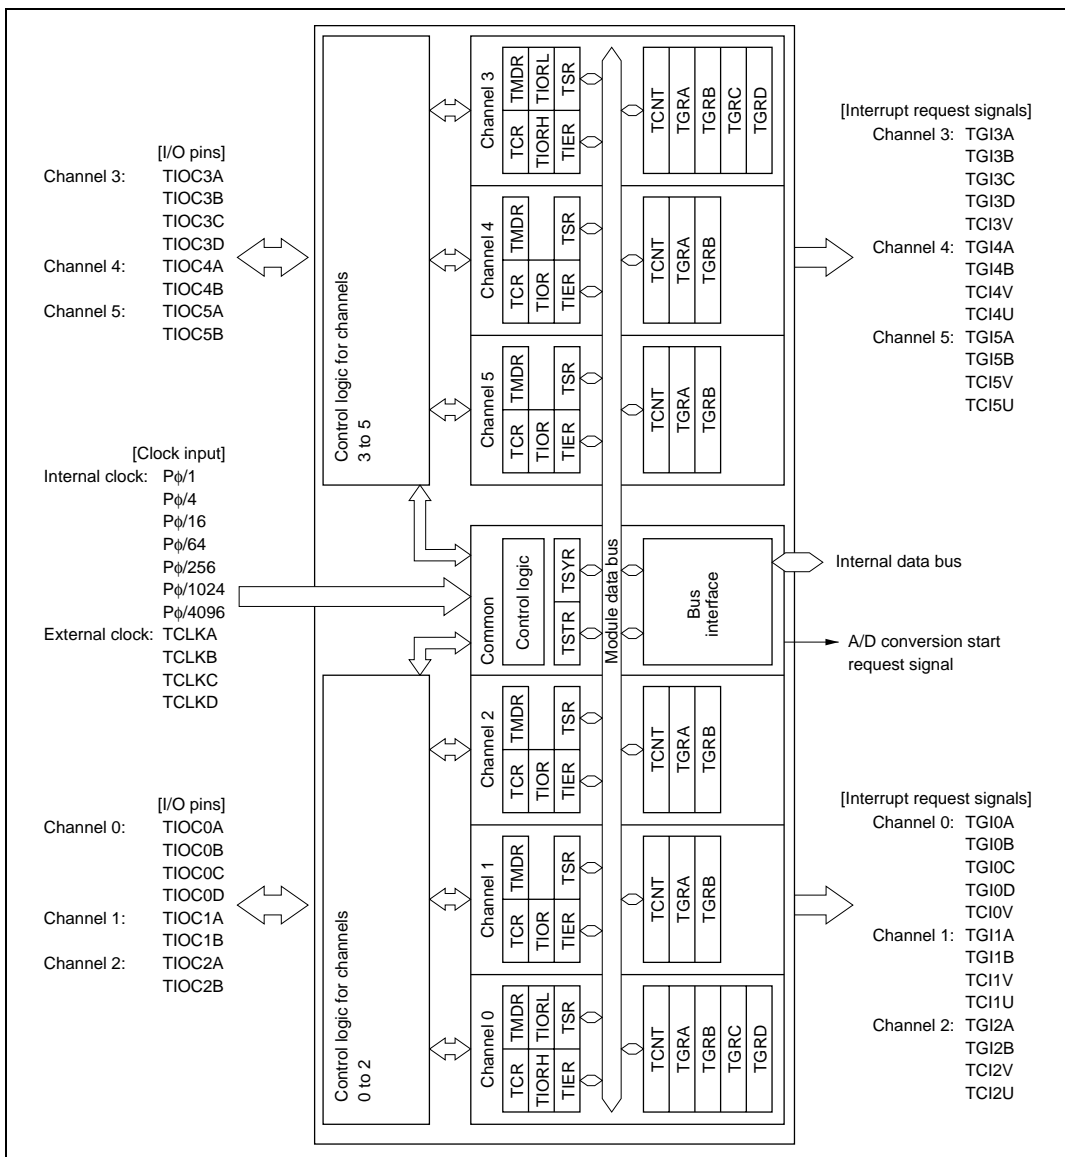 [I/O pins]
Channel 3: TIOC3A
TIOC3B
TIOC3C
TIOC3D
Channel 4: TIOC4A
TIOC4B
Channel 5: TIOC5A
TIOC5B
[Clock input]
Internal clock: Pϕ/1
Pϕ/4
Pϕ/16
Pϕ/64
Pϕ/256
Pϕ/1024
Pϕ/4096
External clock: TCLKA
TCLKB
TCLKC
TCLKD
[I/O pins]
Channel 0: TIOC0A
TIOC0B
TIOC0C
TIOC0D
Channel 1: TIOC1A
TIOC1B
Channel 2: TIOC2A
TIOC2B
Control logic for channels
3 to 5
Control logic for channels
0 to 2
Channel 3
TCR TMDR
TIORH TIORL
TIER TSR
TCNT
TGRA
TGRB
TGRC
TGRD
Channel 4
TCR TMDR
TIOR
TIER TSR
TCNT
TGRA
TGRB
Channel 5
TCR TMDR
TIOR
TIER TSR
TCNT
TGRA
TGRB
Common
Control logic
TSTR TSYR
Module data bus
Bus
interface
Channel 2
TCR TMDR
TIOR
TIER TSR
TCNT
TGRA
TGRB
Channel 1
TCR TMDR
TIOR
TIER TSR
TCNT
TGRA
TGRB
Channel 0
TCR TMDR
TIORH TIORL
TIER TSR
TCNT
TGRA
TGRB
TGRC
TGRD
[Interrupt request signals]
Channel 3: TGI3A
TGI3B
TGI3C
TGI3D
TCI3V
Channel 4: TGI4A
TGI4B
TCI4V
TCI4U
Channel 5: TGI5A
TGI5B
TCI5V
TCI5U
Internal data bus
A/D conversion start
request signal
[Interrupt request signals]
Channel 0: TGI0A
TGI0B
TGI0C
TGI0D
TCI0V
Channel 1: TGI1A
TGI1B
TCI1V
TCI1U
Channel 2: TGI2A
TGI2B
TCI2V
TCI2U